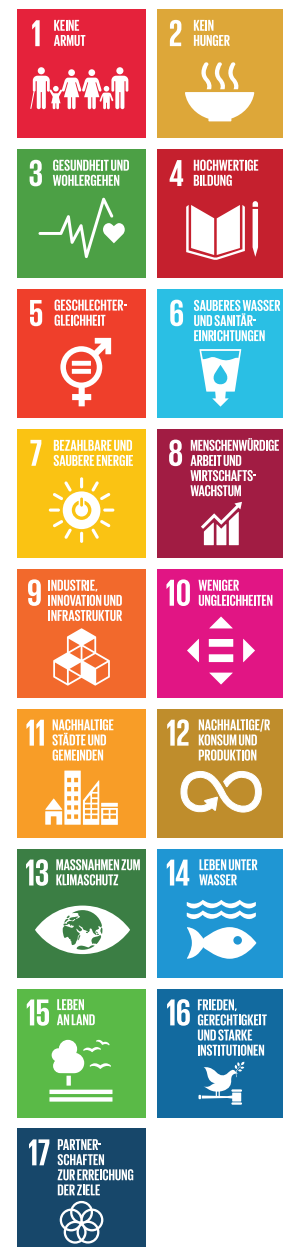 1 KEINE
ARMUT
2 KEIN
HUNGER
3 GESUNDHEIT UND
WOHLERGEHEN
4 HOCHWERTIGE
BILDUNG
5 GESCHLECHTER-
GLEICHHEIT
6 SAUBERES WASSER
UND SANITÄR-
EINRICHTUNGEN
7 BEZAHLBARE UND
SAUBERE ENERGIE
8 MENSCHENWÜRDIGE
ARBEIT UND
WIRTSCHAFTS-
WACHSTUM
9 INDUSTRIE,
INNOVATION UND
INFRASTRUKTUR
10 WENIGER
UNGLEICHHEITEN
11 NACHHALTIGE
STÄDTE UND
GEMEINDEN
12 NACHHALTIGE/R
KONSUM UND
PRODUKTION
13 MASSNAHMEN ZUM
KLIMASCHUTZ
14 LEBEN UNTER
WASSER
15 LEBEN
AN LAND
16 FRIEDEN,
GERECHTIGKEIT
UND STARKE
INSTITUTIONEN
17 PARTNER-
SCHAFTEN
ZUR ERREICHUNG
DER ZIELE